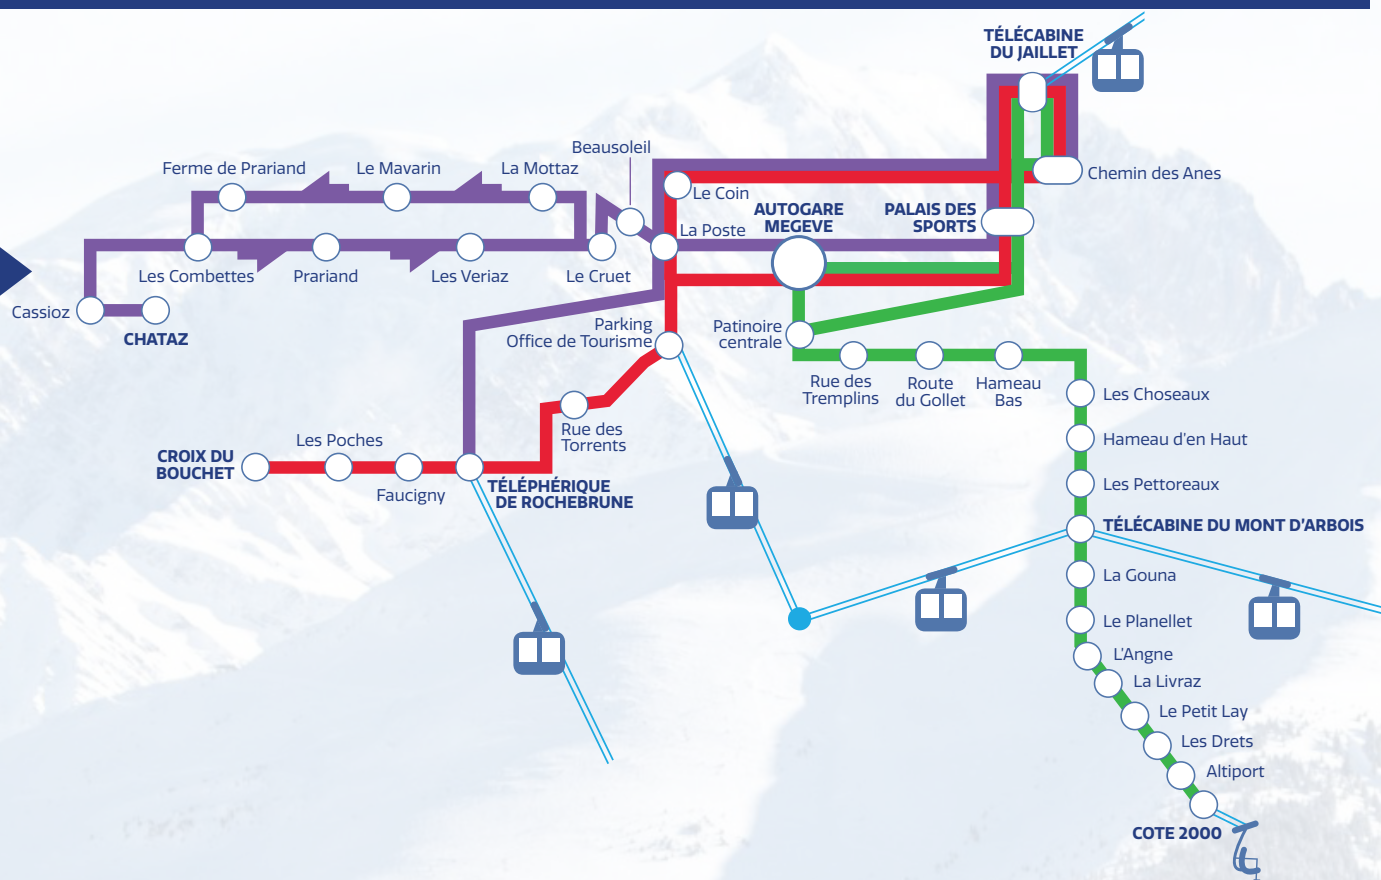 TÉLÉCABINE
DU JAILLET
Beausoleil
Ferme de Prariand
Le Mavarin
La Mottaz
Chemin des Anes
Le Coin
AUTOGARE
MEGEVE
PALAIS DES
SPORTS
La Poste
Les Combettes
Prariand
Les Veriaz
Le Cruet
Cassioz
CHATAZ
Parking
Office de Tourisme
Patinoire
centrale
Rue des
Tremplins
Route
du Gollet
Hameau
Bas
Les Choseaux
Rue des
Torrents
Les Poches
Hameau d'en Haut
CROIX DU
BOUCHET
Faucigny
TÉLÉPHÉRIQUE
DE ROCHEBRUNE
Les Pettoreaux
TÉLÉCABINE DU MONT D'ARBOIS
La Gouna
Le Planellet
L'Angne
La Livraz
Le Petit Lay
Les Drets
Altiport
COTE 2000